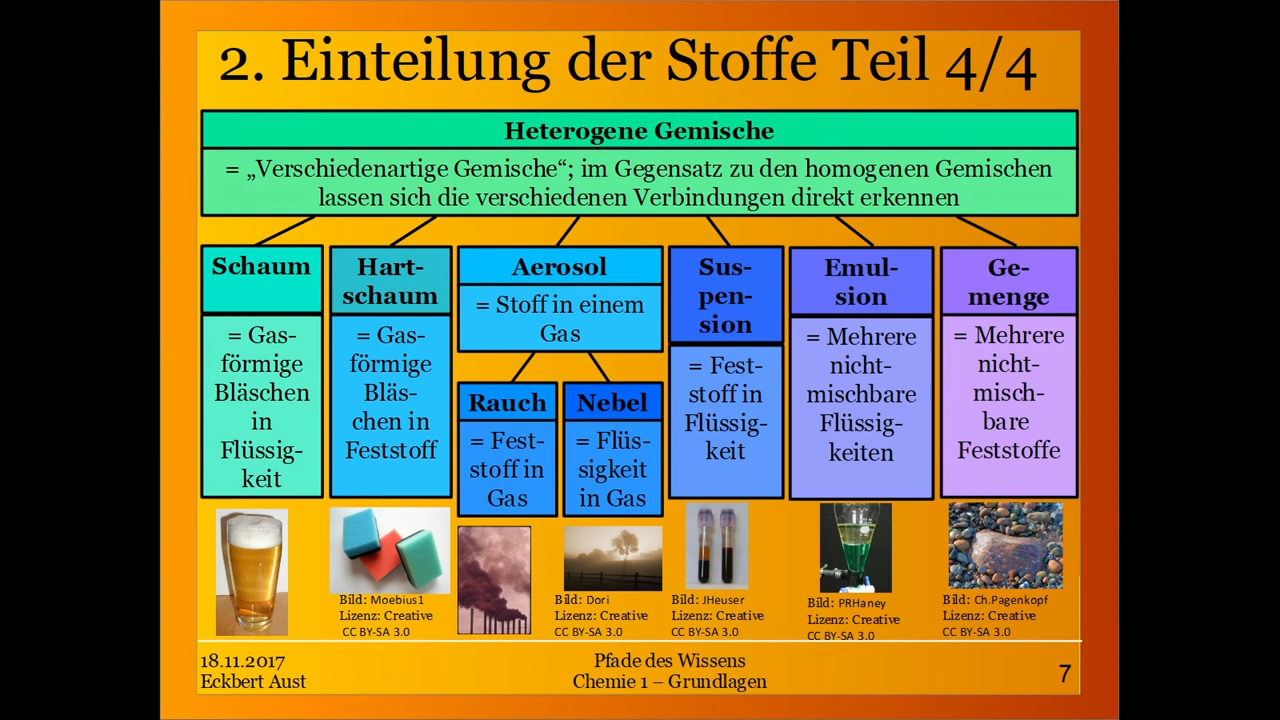 2. Einteilung der Stoffe Teil 4/4
Heterogene Gemische
= „Verschiedenartige Gemische“; im Gegensatz zu den homogenen Gemischen
lassen sich die verschiedenen Verbindungen direkt erkennen
Schaum
= Gas-
förmige
Bläschen
in
Flüssig-
keit
Hart-
schaum
= Gas-
förmige
Bläs-
chen in
Feststoff
Aerosol
= Stoff in einem
Gas
Rauch
= Fest-
stoff in
Gas
Nebel
= Flüs-
sigkeit
in Gas
Sus-
pen-
sion
= Fest-
stoff in
Flüssig-
keit
Emul-
sion
= Mehrere
nicht-
mischbare
Flüssig-
keiten
Ge-
menge
= Mehrere
nicht-
misch-
bare
Feststoffe
Bild: Moebius1
Lizenz: Creative
CC BY-SA 3.0
Bild: Dori
Lizenz: Creative
CC BY-SA 3.0
Bild: JHeuser
Lizenz: Creative
CC BY-SA 3.0
Bild: PRHaney
Lizenz: Creative
CC BY-SA 3.0
Bild: Ch.Pagenkopf
Lizenz: Creative
CC BY-SA 3.0
18.11.2017
Eckbert Aust
Pfade des Wissens
Chemie 1 – Grundlagen
7